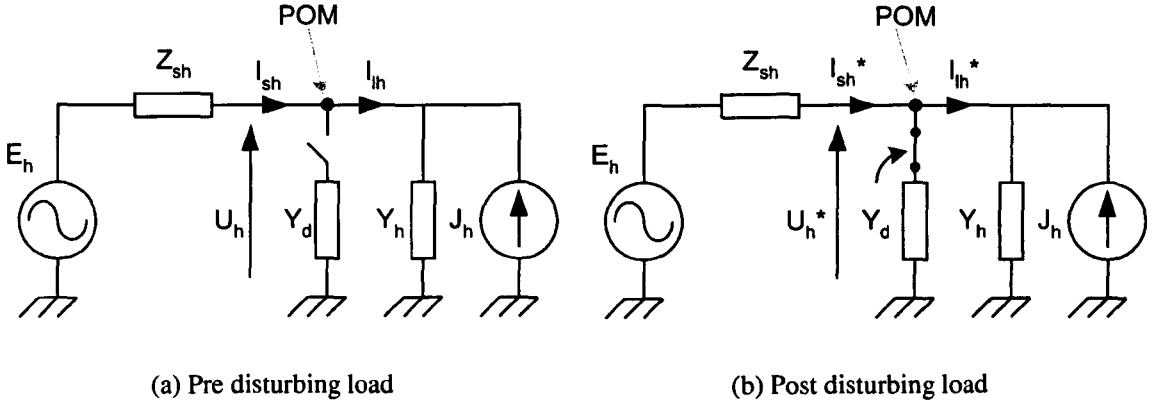 POM
Z_sh
I_sh
I_lh
E_h
U_h
Y_d
Y_h
J_h
(a) Pre disturbing load
POM
Z_sh
I_sh*
I_lh*
E_h
U_h*
Y_d
Y_h
J_h
(b) Post disturbing load